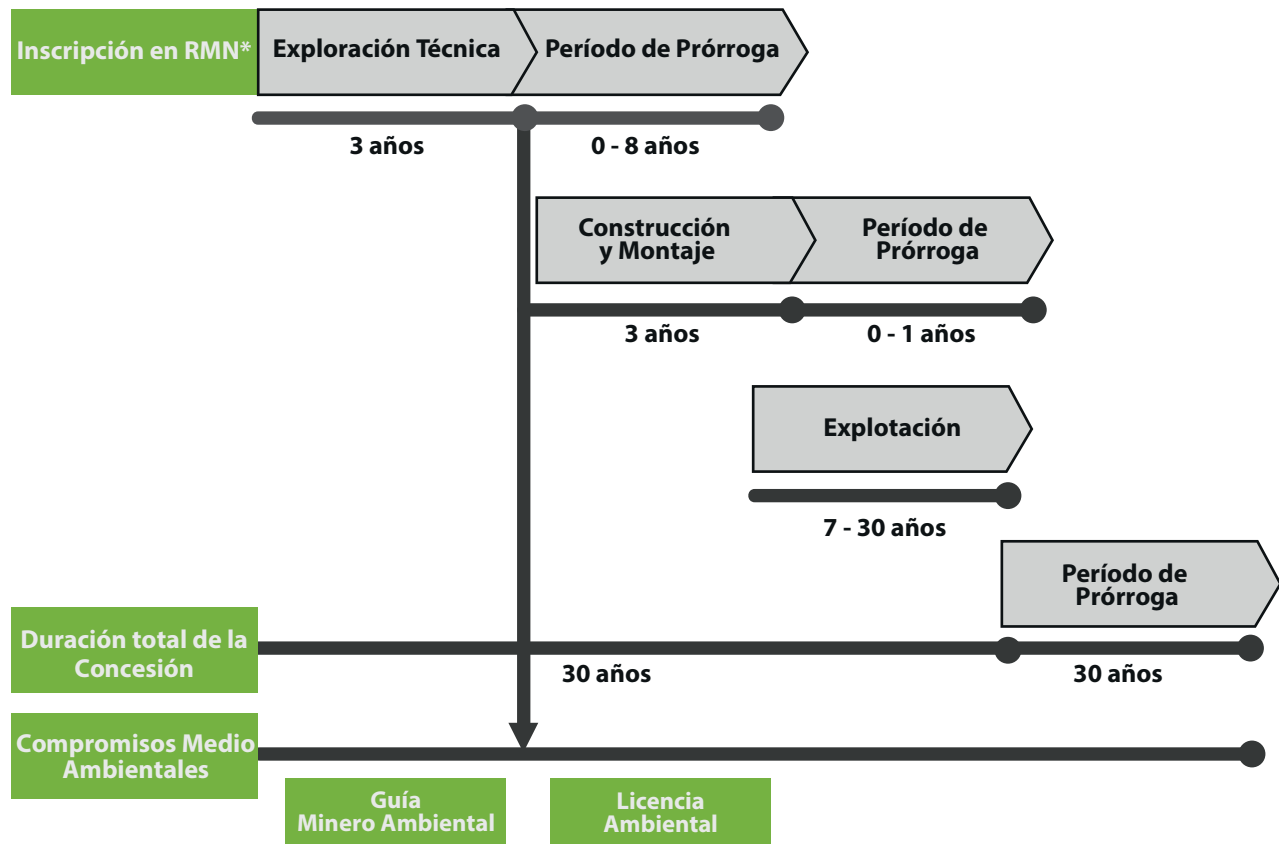 Inscripción en RMN*
Exploración Técnica
Período de Prórroga
3 años
0 - 8 años
Construcción
y Montaje
Período de
Prórroga
3 años
0 - 1 años
Explotación
7 - 30 años
Período de
Prórroga
Duración total de la
Concesión
30 años
30 años
Compromisos Medio
Ambientales
Guía
Minero Ambiental
Licencia
Ambiental